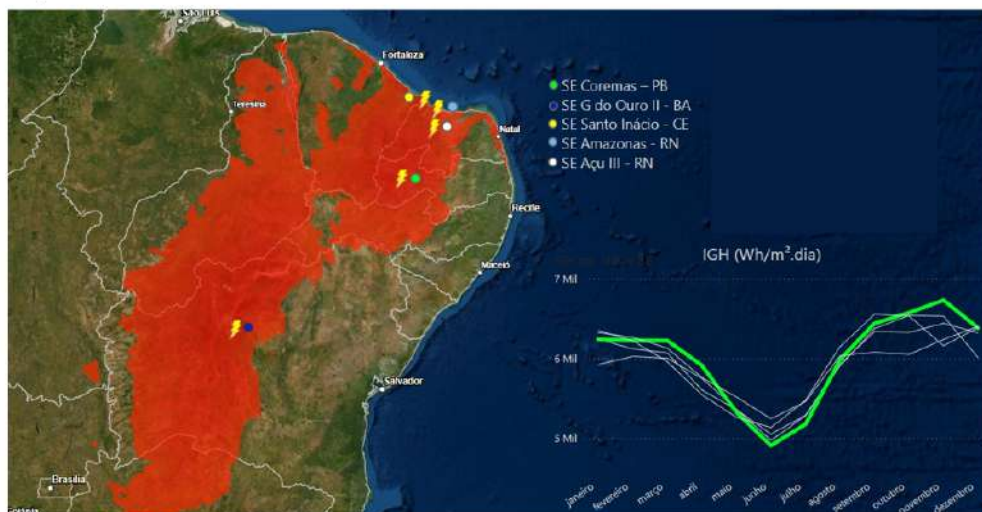 Fortaleza
Teresina
Natal
Recife
Maceió
Salvador
Brasília
SE Coremas – PB
SE G do Ouro II - BA
SE Santo Inácio - CE
SE Amazonas - RN
SE Açu III - RN
IGH (Wh/m².dia)
7 Mil
6 Mil
5 Mil
janeiro
fevereiro
março
abril
maio
junho
julho
agosto
setembro
outubro
novembro
dezembro